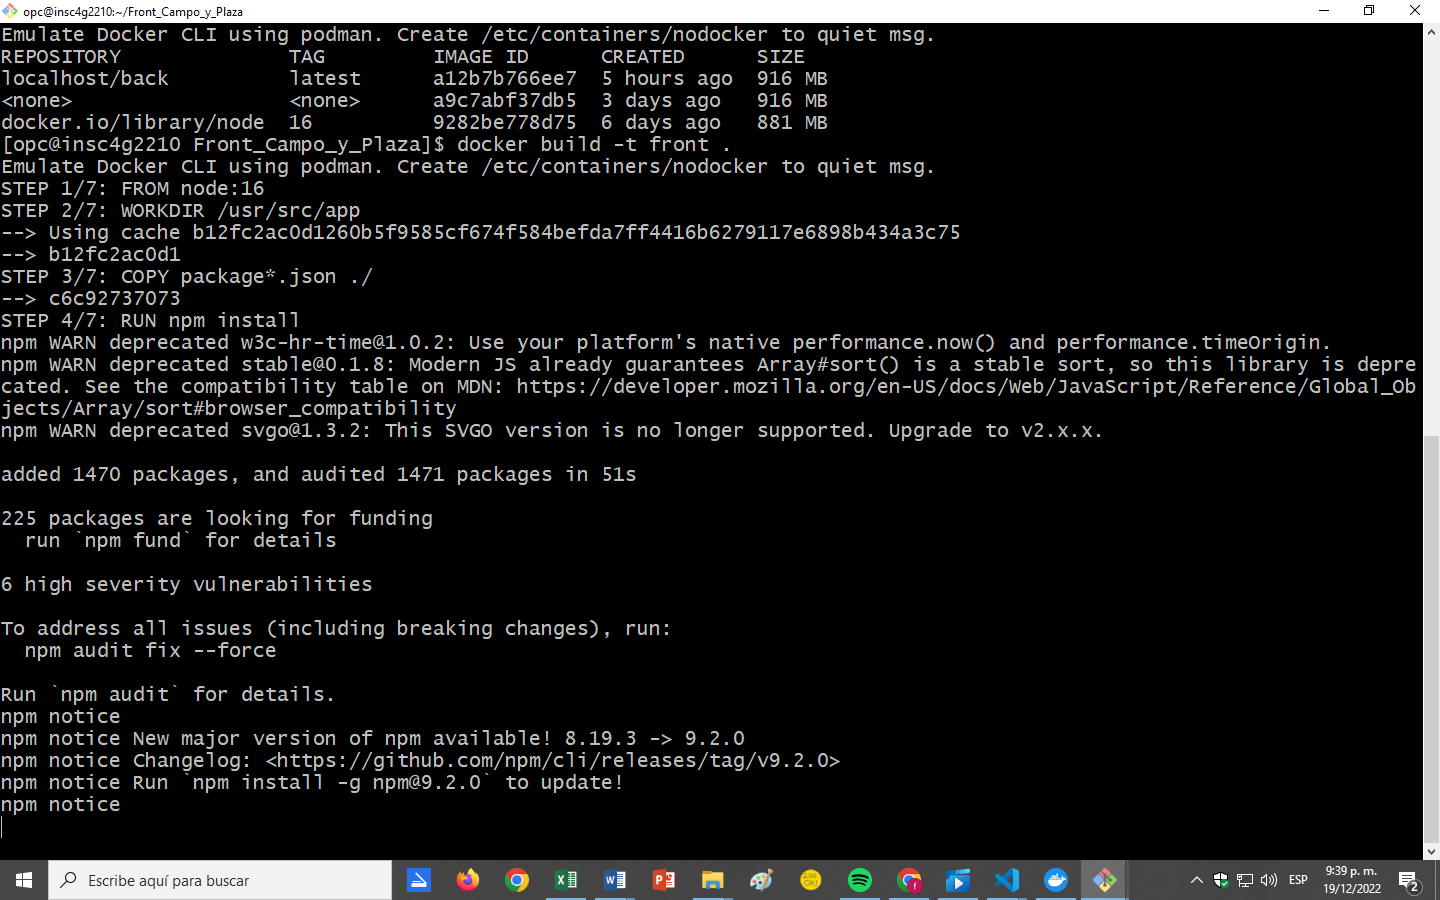 opc@insc4g2210:~/Front_Campo_y_Plaza
Emulate Docker CLI using podman. Create /etc/containers/nodocker to quiet msg.
REPOSITORY              TAG         IMAGE ID      CREATED      SIZE
localhost/back          latest      a12b7b766ee7  5 hours ago  916 MB
<none>                  <none>      a9c7abf37db5  3 days ago   916 MB
docker.io/library/node  16          9282be778d75  6 days ago   881 MB
[opc@insc4g2210 Front_Campo_y_Plaza]$ docker build -t front .
Emulate Docker CLI using podman. Create /etc/containers/nodocker to quiet msg.
STEP 1/7: FROM node:16
STEP 2/7: WORKDIR /usr/src/app
--> Using cache b12fc2ac0d1260b5f9585cf674f584befda7ff4416b6279117e6898b434a3c75
--> b12fc2ac0d1
STEP 3/7: COPY package*.json ./
--> c6c92737073
STEP 4/7: RUN npm install
npm WARN deprecated w3c-hr-time@1.0.2: Use your platform's native performance.now() and performance.timeOrigin.
npm WARN deprecated stable@0.1.8: Modern JS already guarantees Array#sort() is a stable sort, so this library is depre
cated. See the compatibility table on MDN: https://developer.mozilla.org/en-US/docs/Web/JavaScript/Reference/Global_Ob
jects/Array/sort#browser_compatibility
npm WARN deprecated svgo@1.3.2: This SVGO version is no longer supported. Upgrade to v2.x.x.
added 1470 packages, and audited 1471 packages in 51s
225 packages are looking for funding
  run `npm fund` for details
6 high severity vulnerabilities
To address all issues (including breaking changes), run:
  npm audit fix --force
Run `npm audit` for details.
npm notice
npm notice New major version of npm available! 8.19.3 -> 9.2.0
npm notice Changelog: <https://github.com/npm/cli/releases/tag/v9.2.0>
npm notice Run `npm install -g npm@9.2.0` to update!
npm notice
Escribe aquí para buscar
ESP
9:39 p. m.
19/12/2022
2